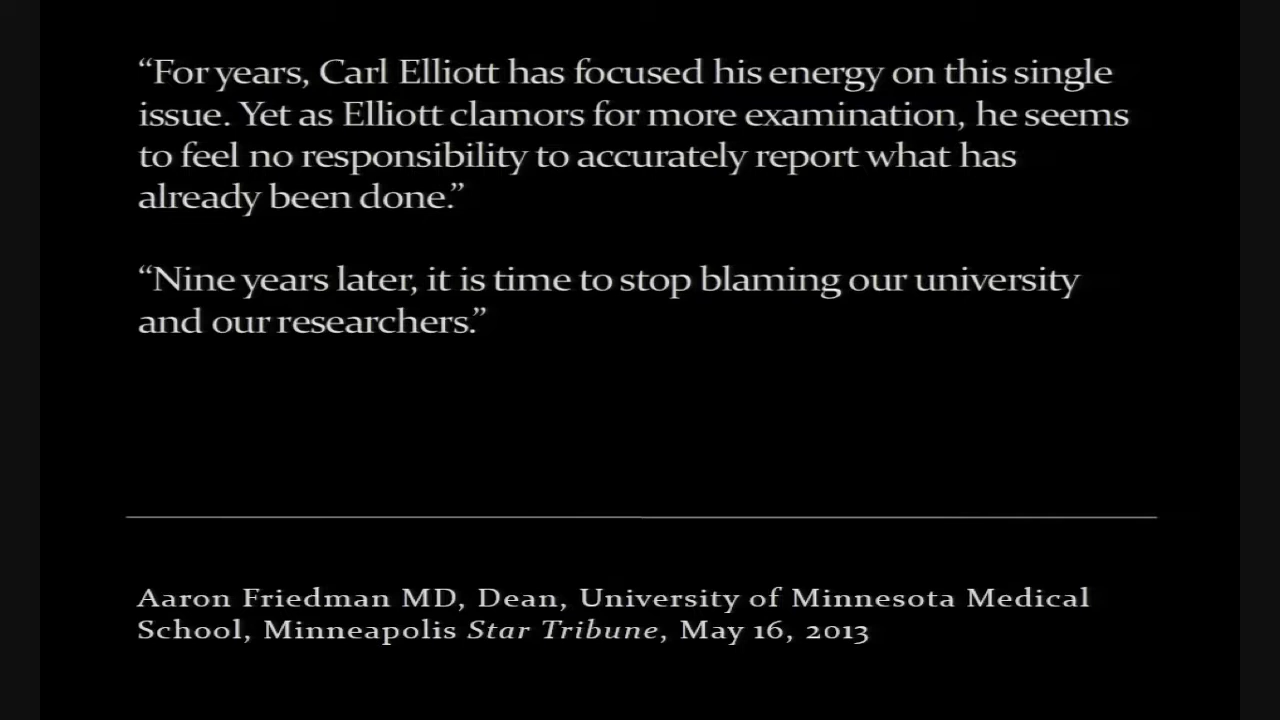 “For years, Carl Elliott has focused his energy on this single
issue. Yet as Elliott clamors for more examination, he seems
to feel no responsibility to accurately report what has
already been done.”
“Nine years later, it is time to stop blaming our university
and our researchers.”
Aaron Friedman MD, Dean, University of Minnesota Medical
School, Minneapolis Star Tribune, May 16, 2013